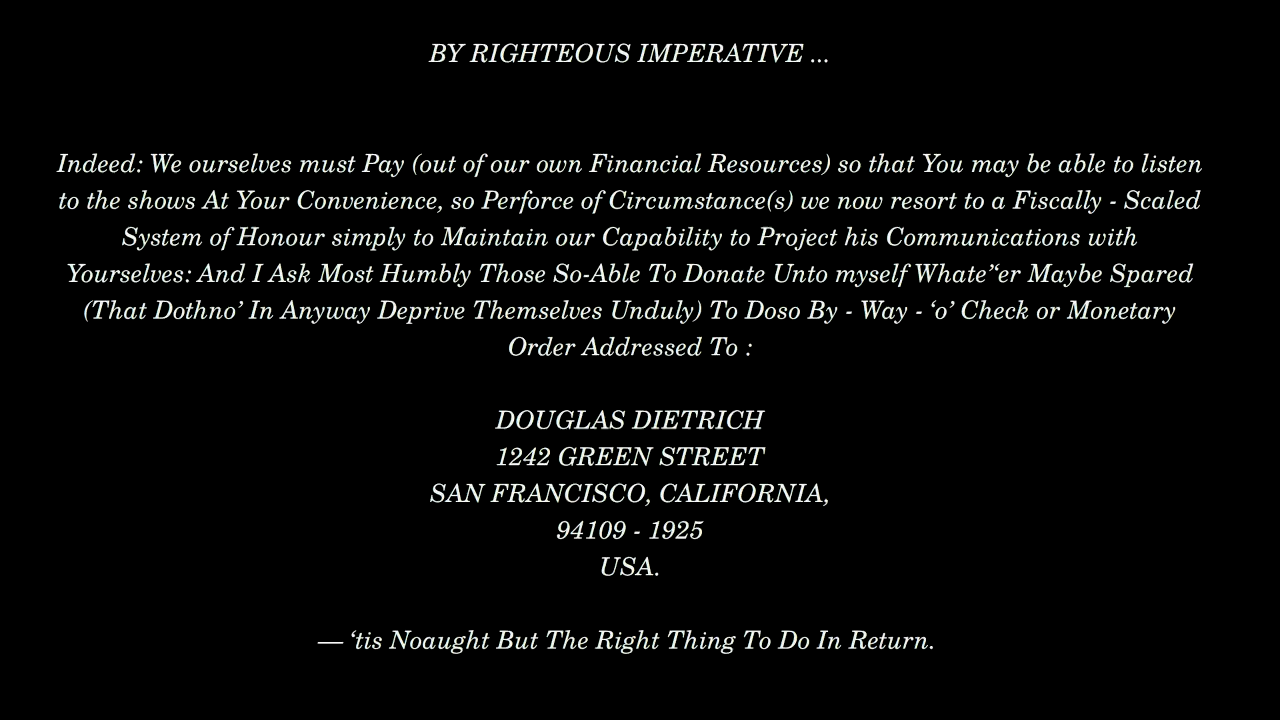 BY RIGHTEOUS IMPERATIVE ...
Indeed: We ourselves must Pay (out of our own Financial Resources) so that You may be able to listen
to the shows At Your Convenience, so Perforce of Circumstance(s) we now resort to a Fiscally - Scaled
System of Honour simply to Maintain our Capability to Project his Communications with
Yourselves: And I Ask Most Humbly Those So-Able To Donate Unto myself Whate”“er Maybe Spared
(That Dothno’ In Anyway Deprive Themselves Unduly) To Doso By - Way - ‘o’ Check or Monetary
Order Addressed To :
DOUGLAS DIETRICH
1242 GREEN STREET
SAN FRANCISCO, CALIFORNIA,
94109 - 1925
USA.
— ‘tis Noaught But The Right Thing To Do In Return.